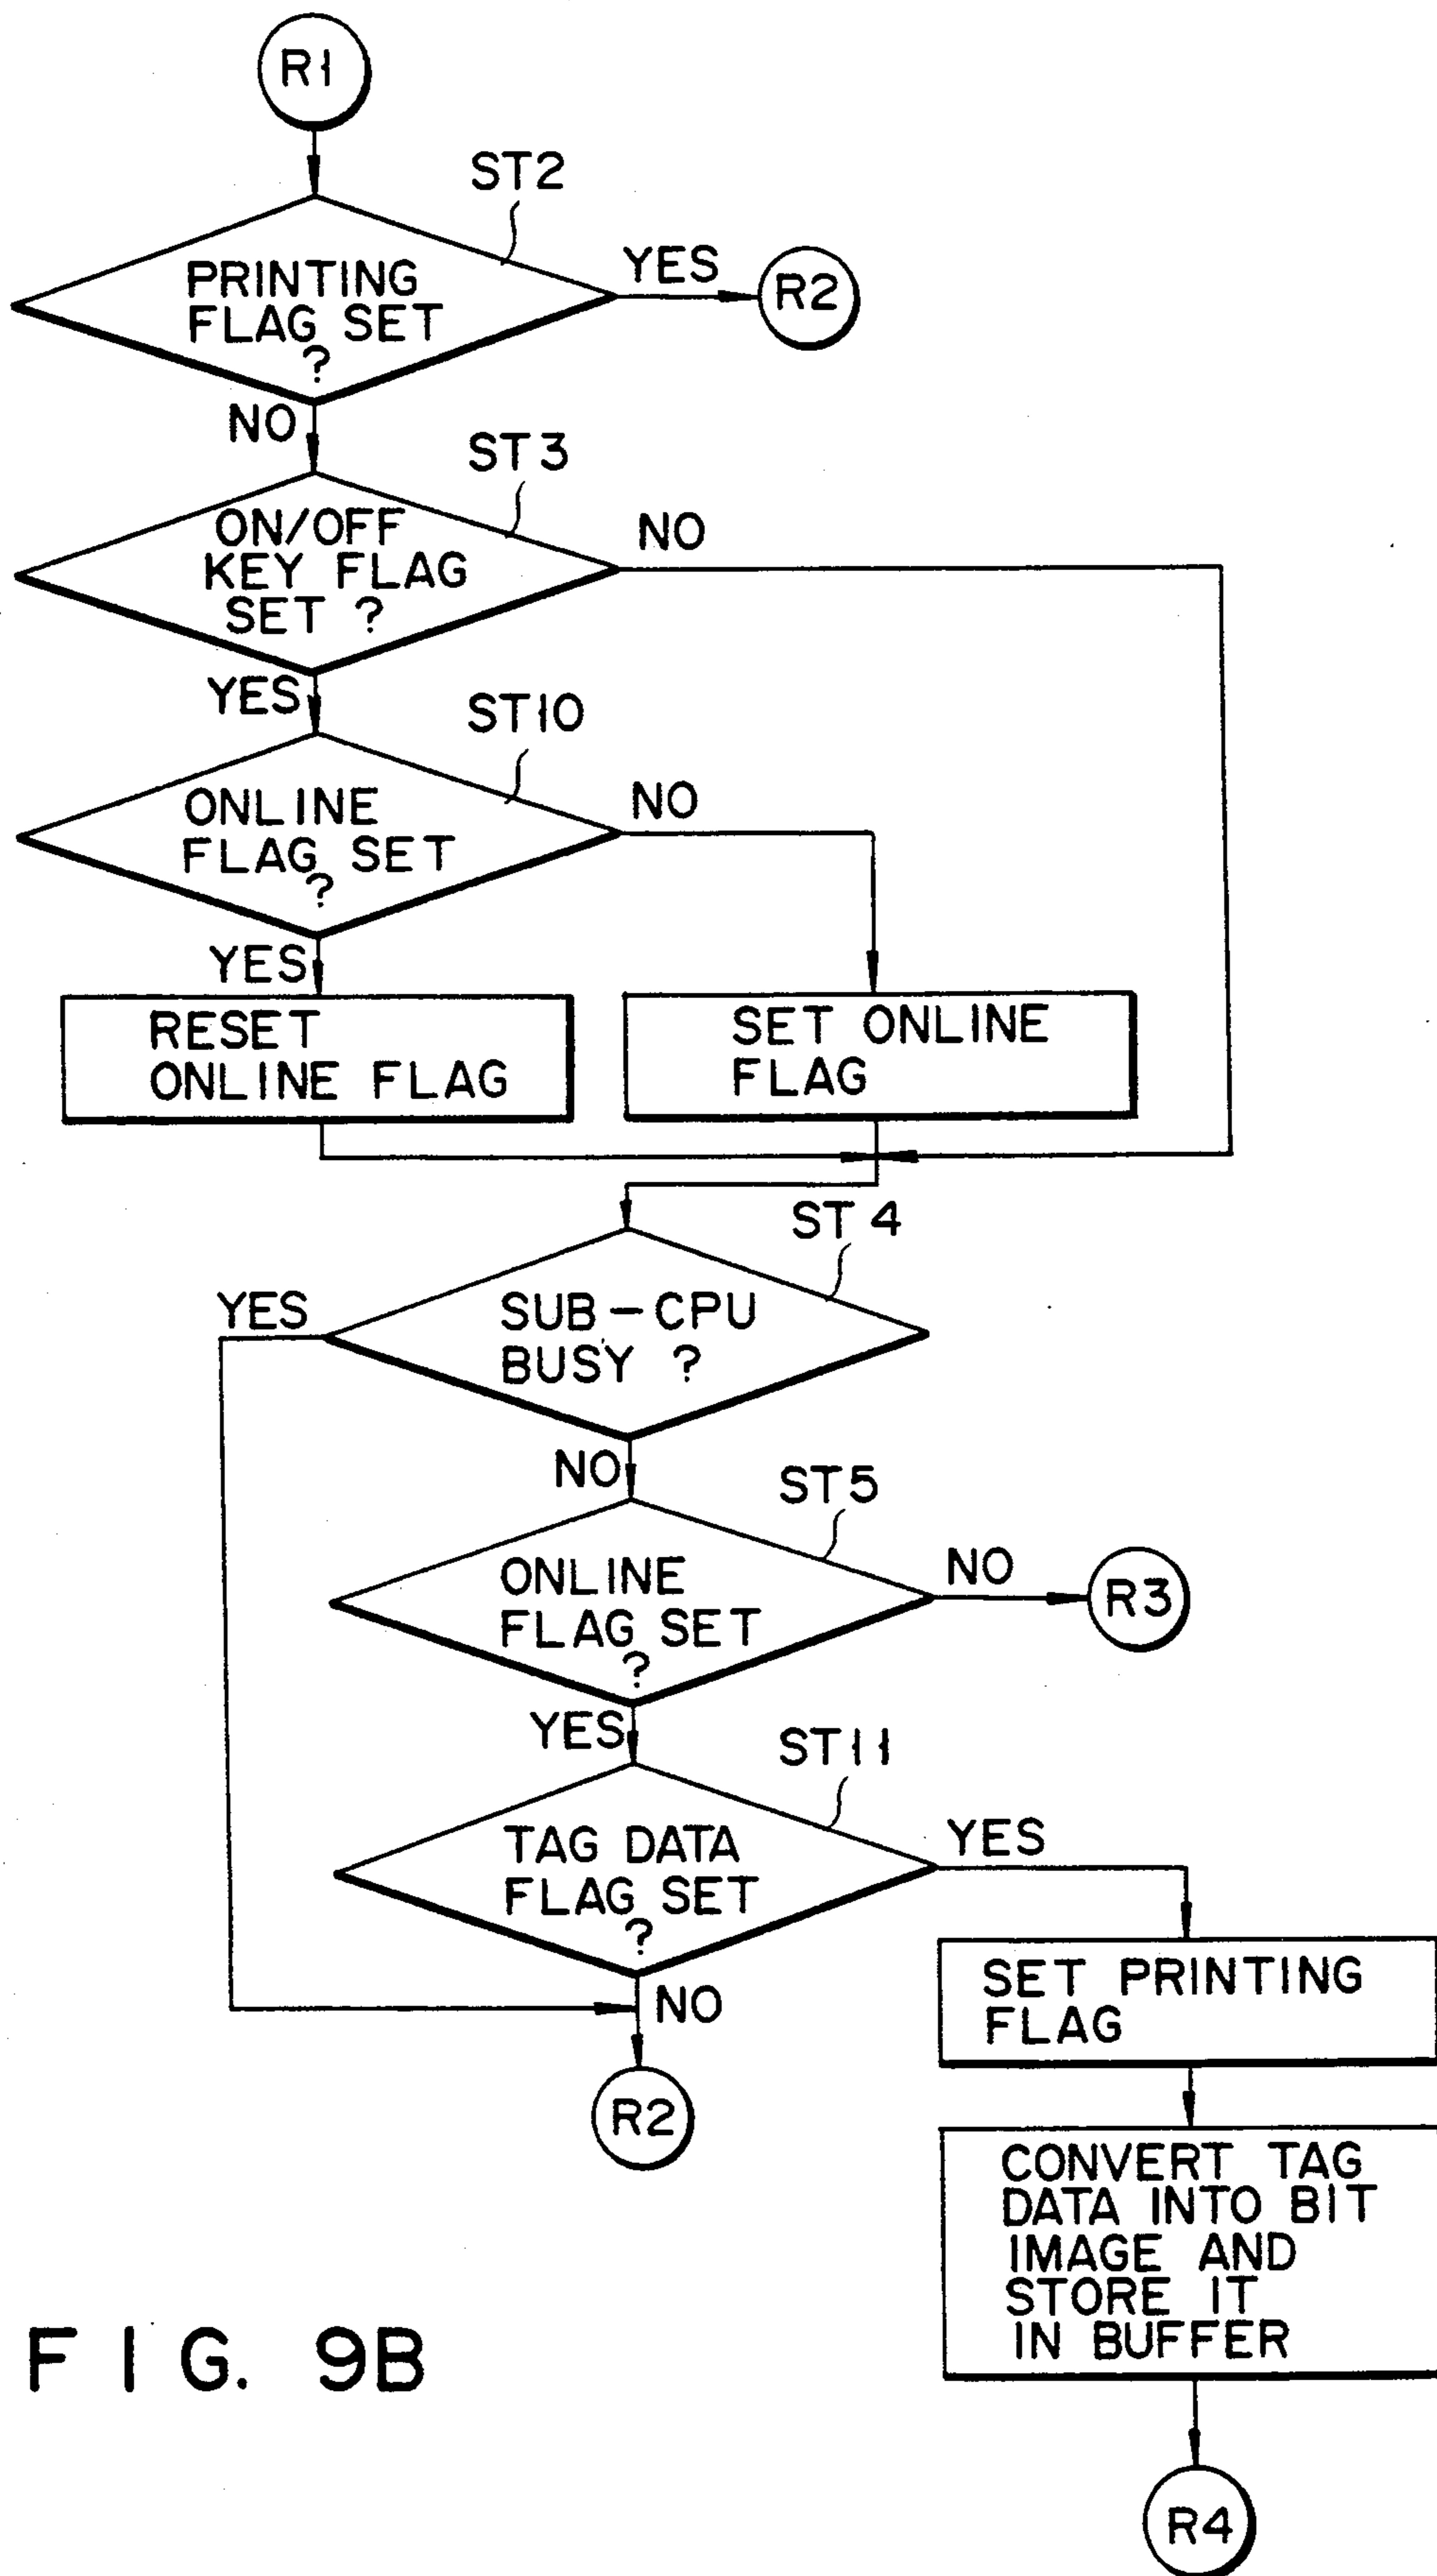 R1
ST2
PRINTING
FLAG SET
?
YES
R2
NO
ST3
ON/OFF
KEY FLAG
SET ?
NO
YES
ST10
ONLINE
FLAG SET
?
NO
YES
RESET
ONLINE FLAG
SET ONLINE
FLAG
ST4
SUB-CPU
BUSY ?
YES
NO
ST5
ONLINE
FLAG SET
?
NO
R3
YES
ST11
TAG DATA
FLAG SET
?
YES
NO
R2
SET PRINTING
FLAG
CONVERT TAG
DATA INTO BIT
IMAGE AND
STORE IT
IN BUFFER
R4
FIG. 9B